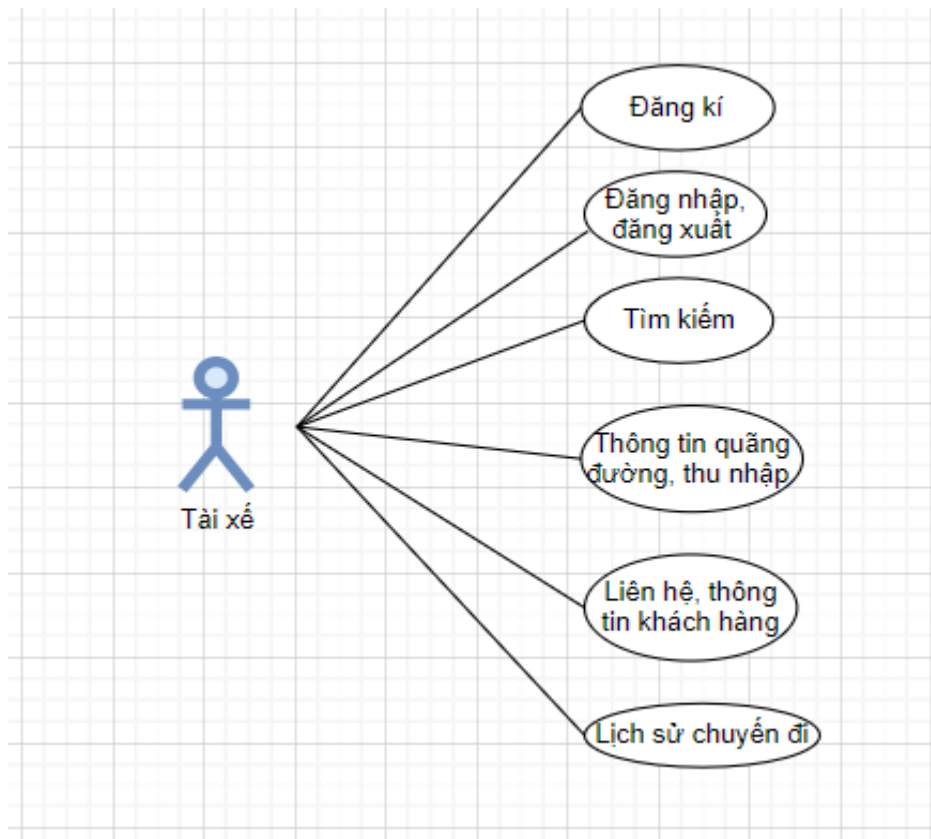 Đăng kí
Đăng nhập,
đăng xuất
Tìm kiếm
Thông tin quãng
đường, thu nhập
Tài xế
Liên hệ, thông
tin khách hàng
Lịch sử chuyến đi